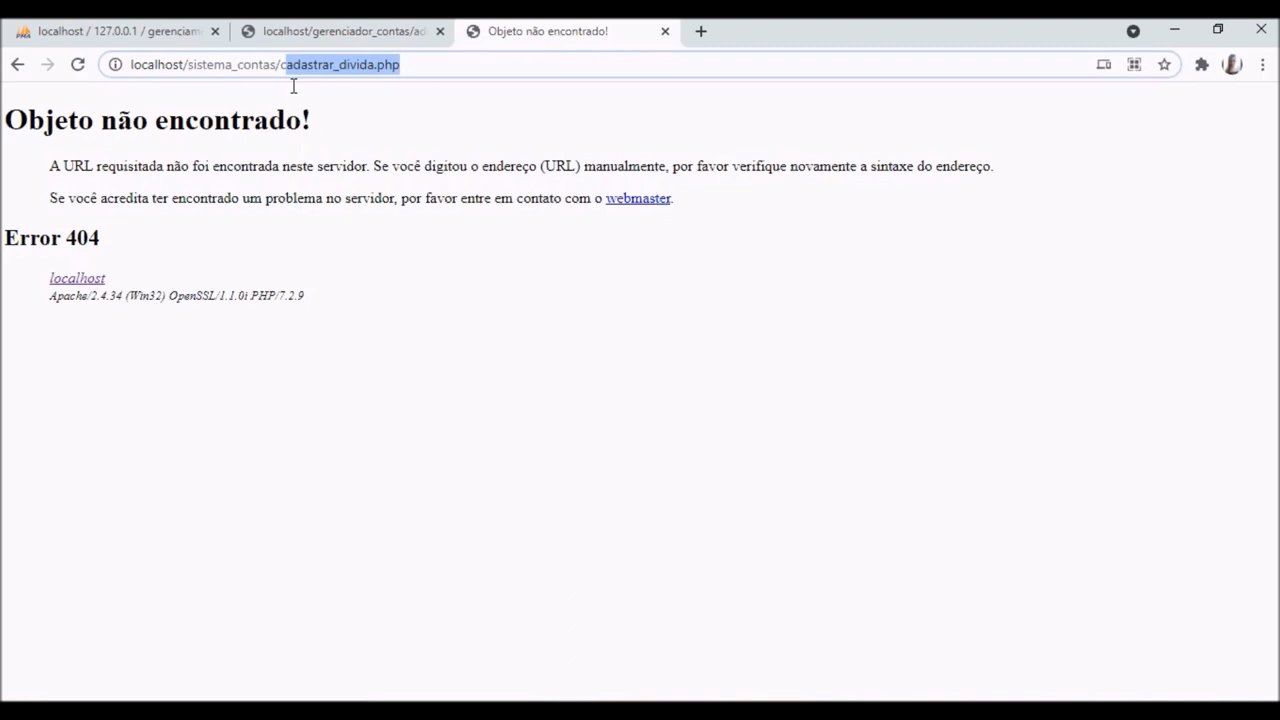 localhost / 127.0.0.1 / gerenciam
localhost/gerenciador_contas/ad
Objeto não encontrado!
localhost/sistema_contas/cadastrar_divida.php
Objeto não encontrado!
A URL requisitada não foi encontrada neste servidor. Se você digitou o endereço (URL) manualmente, por favor verifique novamente a sintaxe do endereço.
Se você acredita ter encontrado um problema no servidor, por favor entre em contato com o webmaster.
Error 404
localhost
Apache/2.4.34 (Win32) OpenSSL/1.1.0i PHP/7.2.9